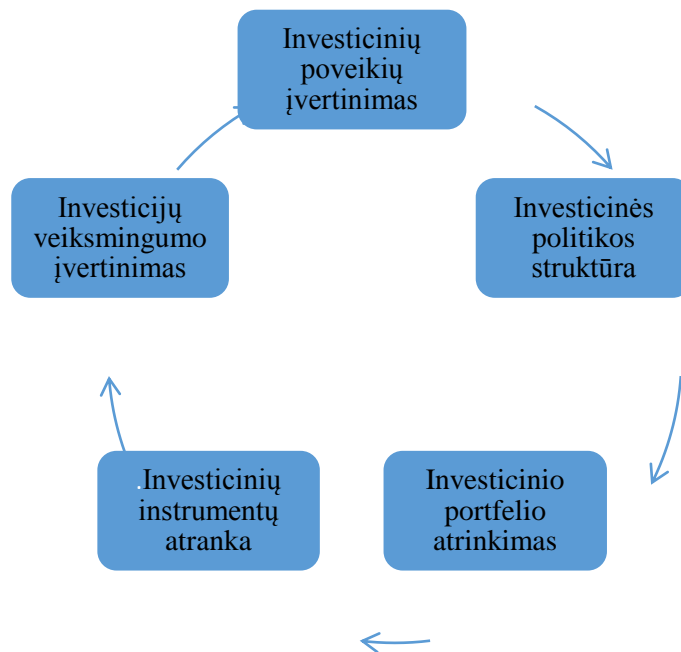 Investicinių
poveikių
įvertinimas
Investicijų
veiksmingumo
įvertinimas
Investicinės
politikos
struktūra
.Investicinių
instrumentų
atranka
Investicinio
portfelio
atrinkimas